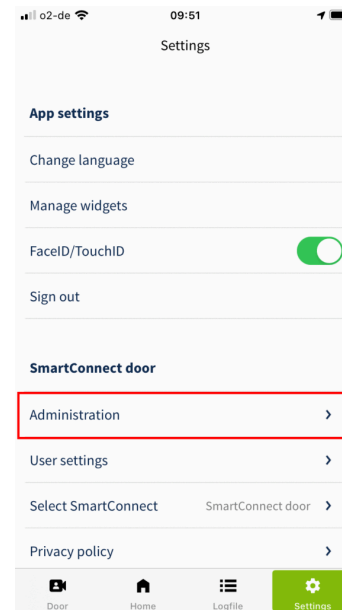 o2-de 09:51
Settings
App settings
Change language
Manage widgets
FaceID/TouchID
Sign out
SmartConnect door
Administration
User settings
Select SmartConnect SmartConnect door
Privacy policy
Door Home Logfile Settings